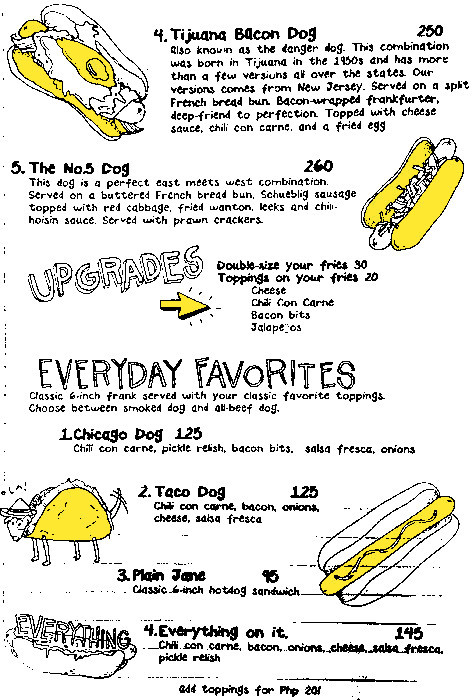 4. Tijuana Bacon Dog 250
Also known as the danger dog. This combination
was born in Tijuana in the 1950s and has more
than a few versions all over the states. Our
versions comes from New Jersey. Served on a split
French bread bun. Bacon-wrapped frankfurter,
deep-friend to perfection. Topped with cheese
sauce, chili con carne, and a fried egg
5. The No.5 Dog 260
This dog is a perfect east meets west combination.
Served on a buttered French bread bun, Schueblig sausage
topped with red cabbage, fried wanton, leeks and chili-
hoisin sauce. Served with prawn crackers.
UPGRADES
Double-size your fries 30
Toppings on your fries 20
Cheese
Chili Con Carne
Bacon bits
EVERYDAY FAVORITES
Classic 6-inch frank served with your classic favorite toppings.
Choose between smoked dog and all-beef dog.
1.Chicago Dog 125
Chili con carne, pickle relish, bacon bits, salsa fresca, onions
2. Taco Dog 125
Chili con carne, bacon, onions,
cheese, salsa fresca
3. Plain Jane 95
Classic 6-inch hotdog sandwich
EVERYTHING
4.Everything on it. 145
Chili con carne, bacon, onions, cheese, salsa fresca,
pickle relish
add toppings for Php 20!